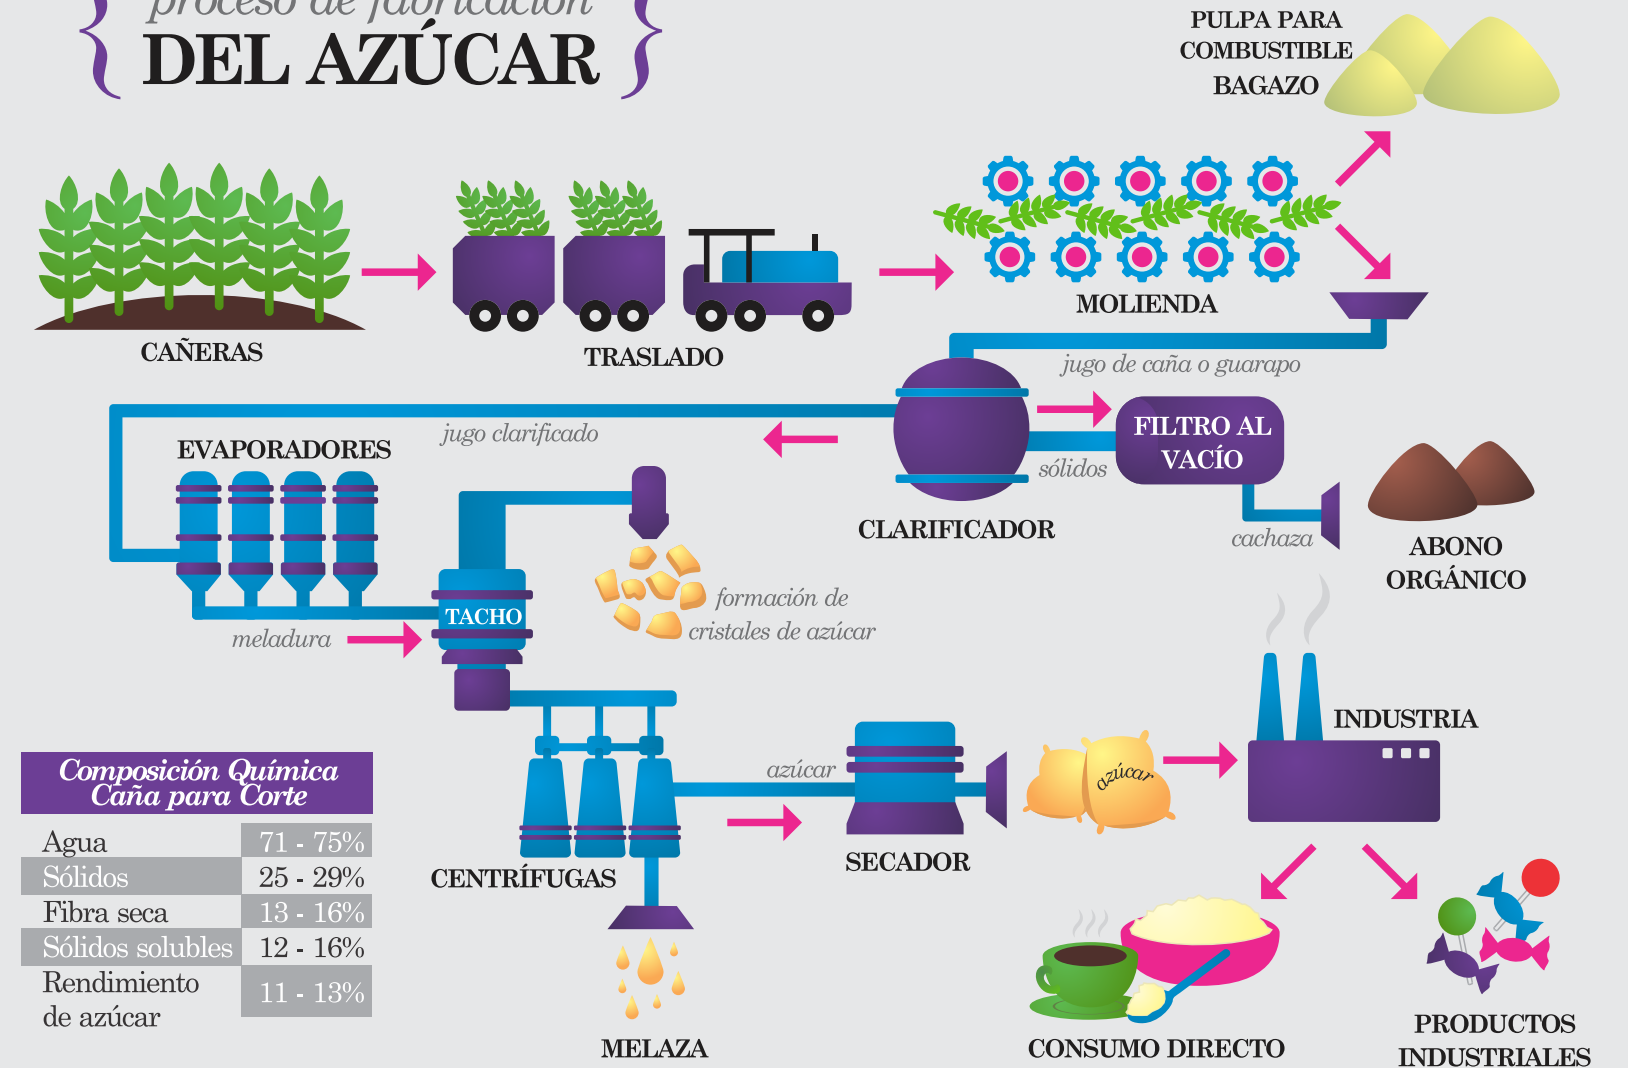 proceso de fabricación
DEL AZÚCAR
PULPA PARA
COMBUSTIBLE
BAGAZO
CAÑERAS
TRASLADO
MOLIENDA
jugo de caña o guarapo
jugo clarificado
EVAPORADORES
FILTRO AL
VACÍO
sólidos
CLARIFICADOR
cachaza
ABONO
ORGÁNICO
TACHO
meladura
formación de
cristales de azúcar
INDUSTRIA
azúcar
azúcar
SECADOR
CENTRÍFUGAS
MELAZA
CONSUMO DIRECTO
PRODUCTOS
INDUSTRIALES
Composición Química
Caña para Corte
Agua 71 - 75%
Sólidos 25 - 29%
Fibra seca 13 - 16%
Sólidos solubles 12 - 16%
Rendimiento
de azúcar 11 - 13%